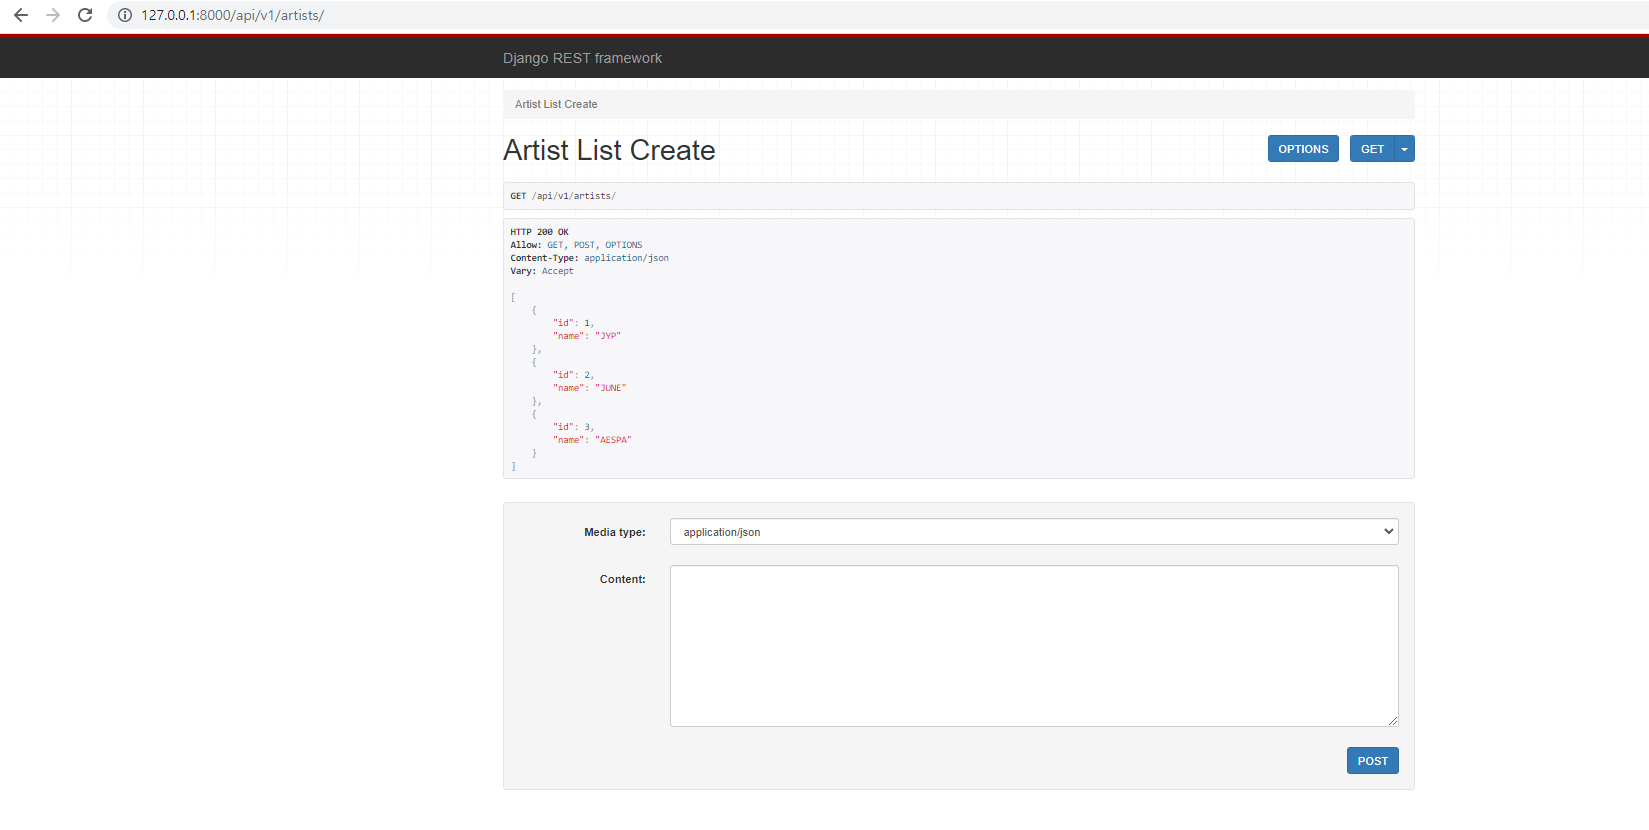 127.0.0.1:8000/api/v1/artists/
Django REST framework
Artist List Create
Artist List Create
OPTIONS GET
GET /api/v1/artists/
HTTP 200 OK
Allow: GET, POST, OPTIONS
Content-Type: application/json
Vary: Accept
[
{
"id": 1,
"name": "JYP"
},
{
"id": 2,
"name": "JUNE"
},
{
"id": 3,
"name": "AESPA"
}
]
Media type: application/json
Content:
POST